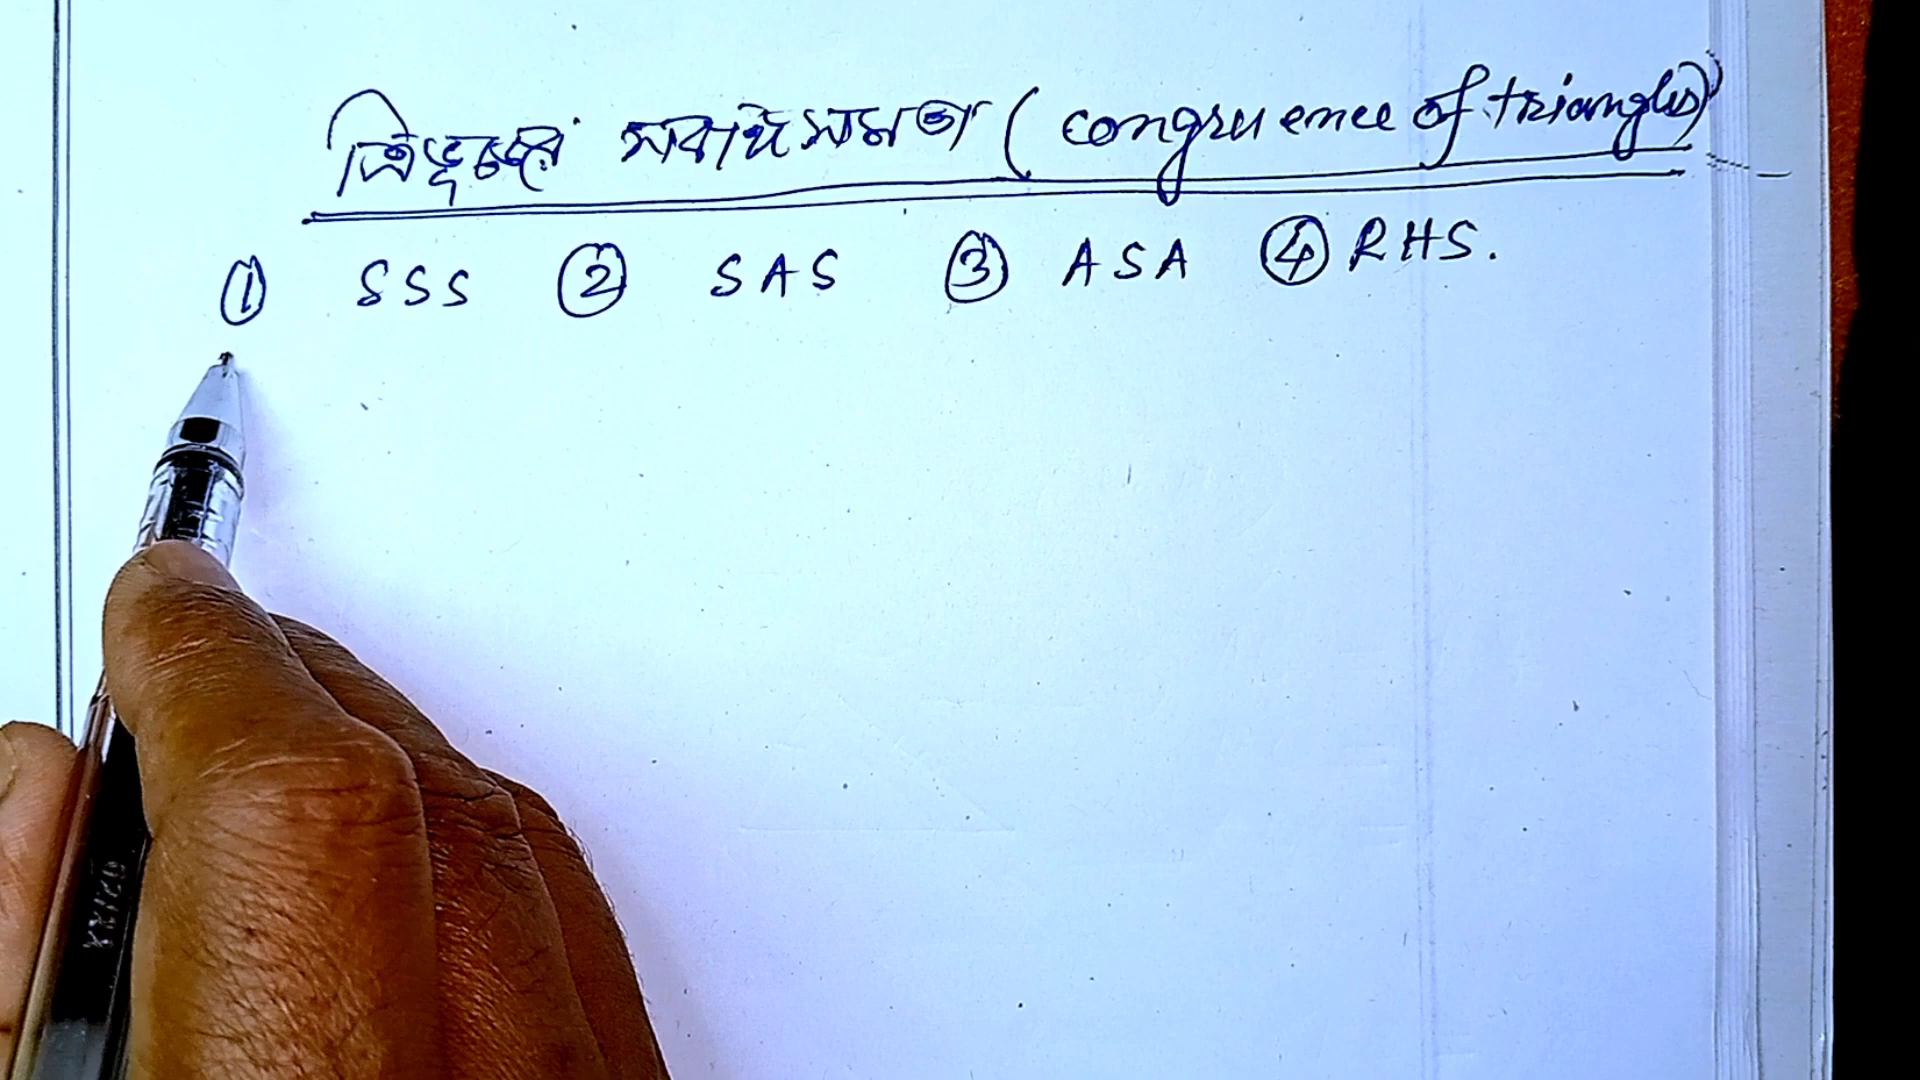 ত্রিভুজের সর্বাঙ্গসমতা (congruence of triangles)
① SSS ② SAS ③ ASA ④ RHS.